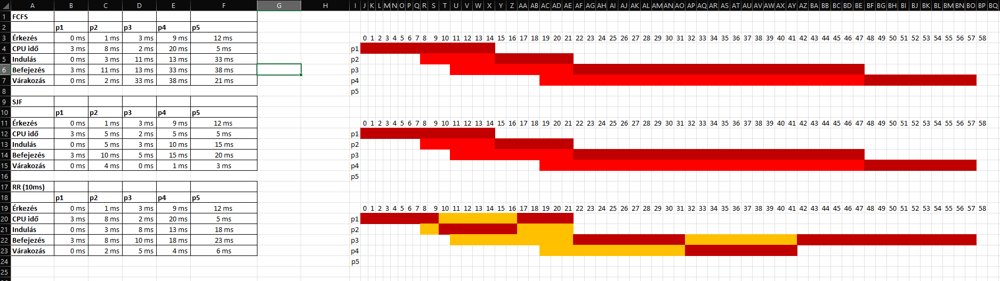 A B C D E F G H I J K L M N O P Q R S T U V W X Y Z AA AB AC AD AE AF AG AH AI AJ AK AL AM AN AO AP AQ AR AS AT AU AV AW AX AY AZ BA BB BC BD BE BF BG BH BI BJ BK BL BM BN BO BP BQ
1 FCFS
2 p1 p2 p3 p4 p5
3 Érkezés 0 ms 1 ms 3 ms 9 ms 12 ms 0 1 2 3 4 5 6 7 8 9 10 11 12 13 14 15 16 17 18 19 20 21 22 23 24 25 26 27 28 29 30 31 32 33 34 35 36 37 38 39 40 41 42 43 44 45 46 47 48 49 50 51 52 53 54 55 56 57 58
4 CPU idő 3 ms 8 ms 2 ms 20 ms 5 ms p1
5 Indulás 0 ms 3 ms 11 ms 13 ms 33 ms p2
6 Befejezés 3 ms 11 ms 13 ms 33 ms 38 ms p3
7 Várakozás 0 ms 2 ms 33 ms 38 ms 21 ms p4
8 p5
9 SJF
10 p1 p2 p3 p4 p5
11 Érkezés 0 ms 1 ms 3 ms 9 ms 12 ms 0 1 2 3 4 5 6 7 8 9 10 11 12 13 14 15 16 17 18 19 20 21 22 23 24 25 26 27 28 29 30 31 32 33 34 35 36 37 38 39 40 41 42 43 44 45 46 47 48 49 50 51 52 53 54 55 56 57 58
12 CPU idő 3 ms 5 ms 2 ms 5 ms 5 ms p1
13 Indulás 0 ms 5 ms 3 ms 10 ms 15 ms p2
14 Befejezés 3 ms 10 ms 5 ms 15 ms 20 ms p3
15 Várakozás 0 ms 4 ms 0 ms 1 ms 3 ms p4
16 p5
17 RR (10ms)
18 p1 p2 p3 p4 p5
19 Érkezés 0 ms 1 ms 3 ms 9 ms 12 ms 0 1 2 3 4 5 6 7 8 9 10 11 12 13 14 15 16 17 18 19 20 21 22 23 24 25 26 27 28 29 30 31 32 33 34 35 36 37 38 39 40 41 42 43 44 45 46 47 48 49 50 51 52 53 54 55 56 57 58
20 CPU idő 3 ms 8 ms 2 ms 20 ms 5 ms p1
21 Indulás 0 ms 3 ms 8 ms 13 ms 18 ms p2
22 Befejezés 3 ms 8 ms 10 ms 18 ms 23 ms p3
23 Várakozás 0 ms 2 ms 5 ms 4 ms 6 ms p4
24 p5
25